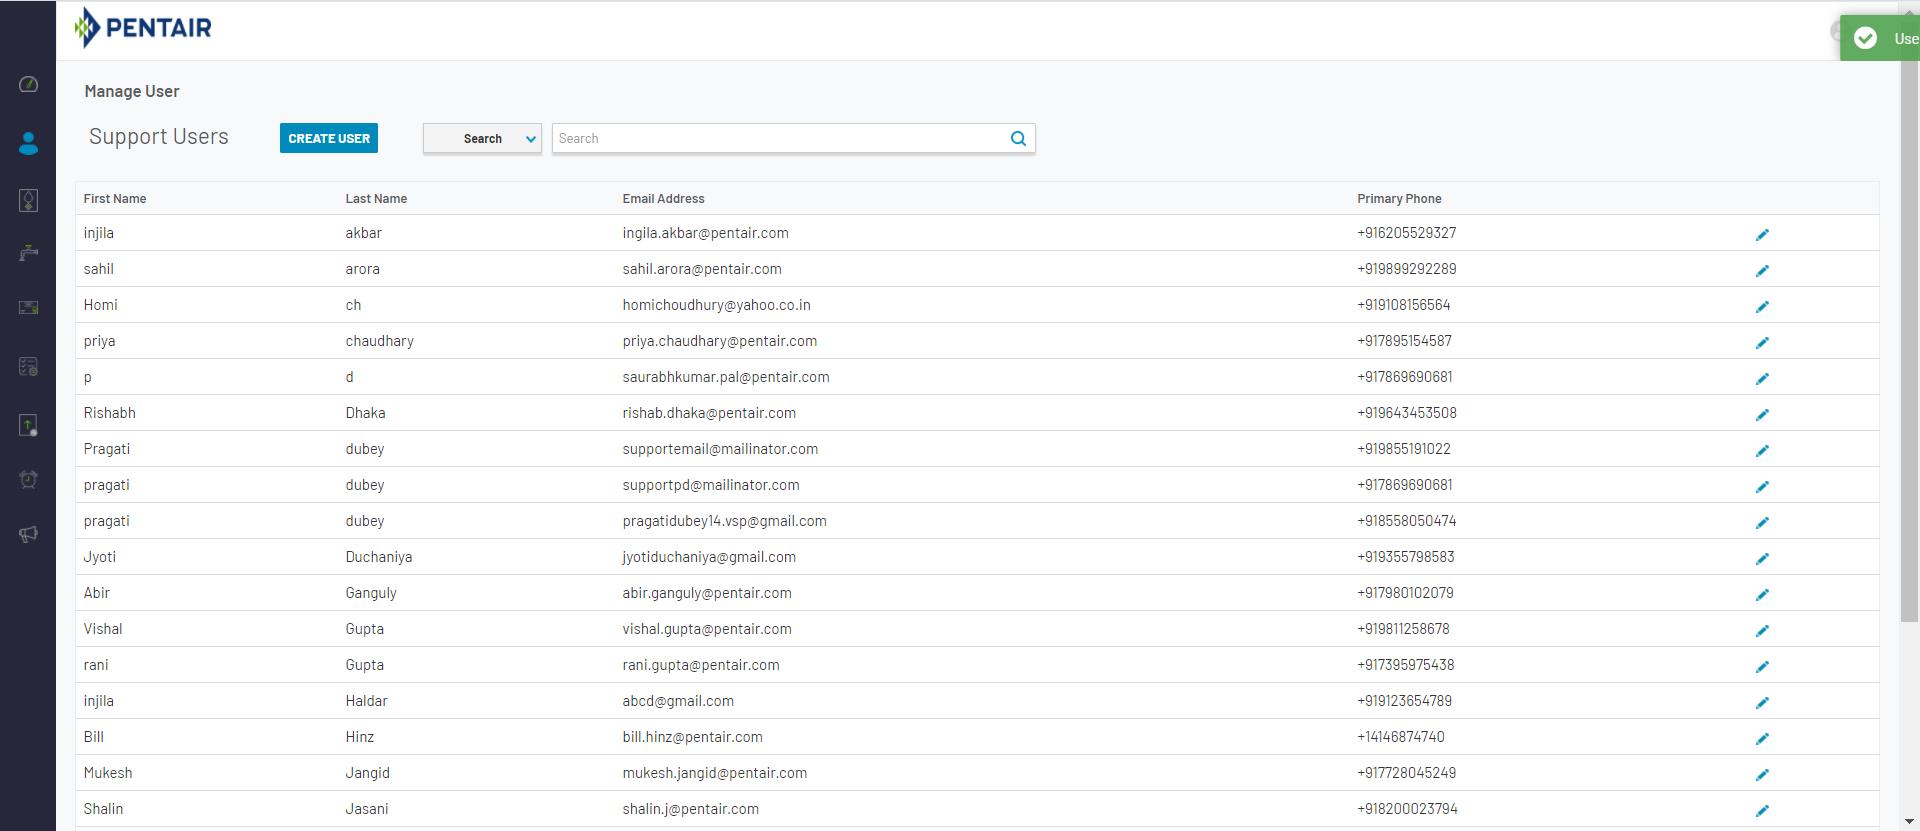 PENTAIR
Use
Manage User
Support Users CREATE USER Search Search
First Name Last Name Email Address Primary Phone
injila akbar ingila.akbar@pentair.com +916205529327
sahil arora sahil.arora@pentair.com +919899292289
Homi ch homichoudhury@yahoo.co.in +919108156564
priya chaudhary priya.chaudhary@pentair.com +917895154587
p d saurabhkumar.pal@pentair.com +917869690681
Rishabh Dhaka rishab.dhaka@pentair.com +919643453508
Pragati dubey supportemail@mailinator.com +919855191022
pragati dubey supportpd@mailinator.com +917869690681
pragati dubey pragatidubey14.vsp@gmail.com +918558050474
Jyoti Duchaniya jyotiduchaniya@gmail.com +919355798583
Abir Ganguly abir.ganguly@pentair.com +917980102079
Vishal Gupta vishal.gupta@pentair.com +919811258678
rani Gupta rani.gupta@pentair.com +917395975438
injila Haldar abcd@gmail.com +919123654789
Bill Hinz bill.hinz@pentair.com +14146874740
Mukesh Jangid mukesh.jangid@pentair.com +917728045249
Shalin Jasani shalin.j@pentair.com +918200023794